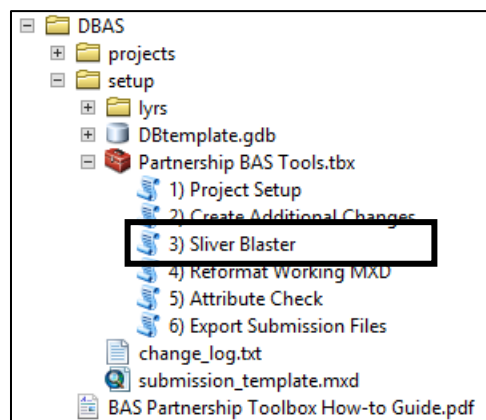 DBAS
projects
setup
lyrs
DBtemplate.gdb
Partnership BAS Tools.tbx
1) Project Setup
2) Create Additional Changes
3) Sliver Blaster
4) Reformat Working MXD
5) Attribute Check
6) Export Submission Files
change_log.txt
submission_template.mxd
BAS Partnership Toolbox How-to Guide.pdf